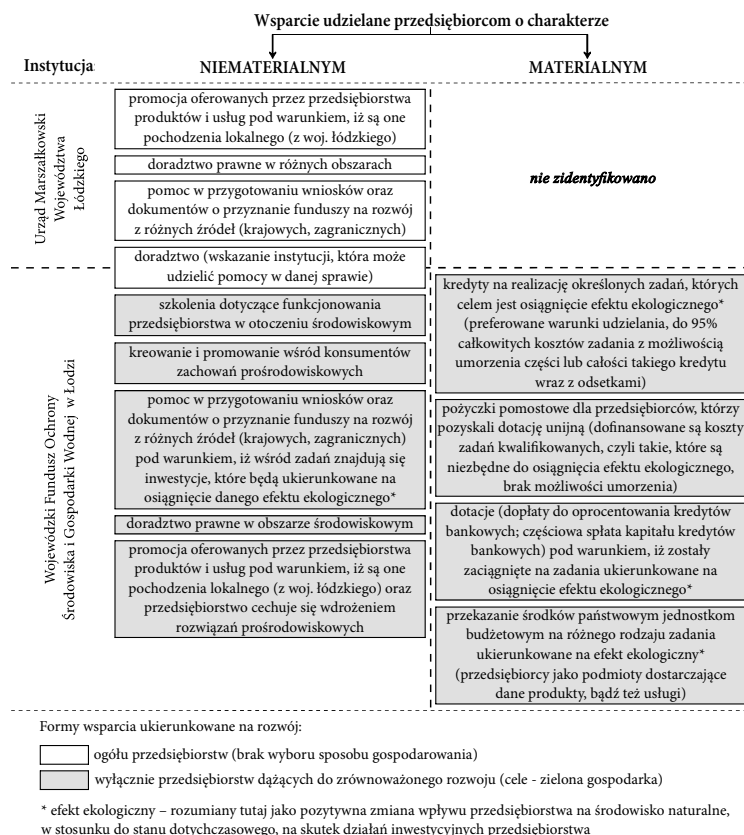 Wsparcie udzielane przedsiębiorcom o charakterze
Instytucja:
NIEMATERIALNYM
MATERIALNYM
Urząd Marszałkowski
Województwa
Łódzkiego
promocja oferowanych przez przedsiębiorstwa
produktów i usług pod warunkiem, iż są one
pochodzenia lokalnego (z woj. łódzkiego)
doradztwo prawne w różnych obszarach
pomoc w przygotowaniu wniosków oraz
dokumentów o przyznanie funduszy na rozwój
z różnych źródeł (krajowych, zagranicznych)
doradztwo (wskazanie instytucji, która może
udzielić pomocy w danej sprawie)
nie zidentyfikowano
Wojewódzki Fundusz Ochrony
Środowiska i Gospodarki Wodnej w Łodzi
szkolenia dotyczące funkcjonowania
przedsiębiorstwa w otoczeniu środowiskowym
kreowanie i promowanie wśród konsumentów
zachowań prośrodowiskowych
pomoc w przygotowaniu wniosków oraz
dokumentów o przyznanie funduszy na rozwój
z różnych źródeł (krajowych, zagranicznych)
pod warunkiem, iż wśród zadań znajdują się
inwestycje, które będą ukierunkowane na
osiągnięcie danego efektu ekologicznego*
doradztwo prawne w obszarze środowiskowym
promocja oferowanych przez przedsiębiorstwa
produktów i usług pod warunkiem, iż są one
pochodzenia lokalnego (z woj. łódzkiego) oraz
przedsiębiorstwo cechuje się wdrożeniem
rozwiązań prośrodowiskowych
kredyty na realizację określonych zadań, których
celem jest osiągnięcie efektu ekologicznego*
(preferowane warunki udzielania, do 95%
całkowitych kosztów zadania z możliwością
umorzenia części lub całości takiego kredytu
wraz z odsetkami)
pożyczki pomostowe dla przedsiębiorców, którzy
pozyskali dotację unijną (dofinansowane są koszty
zadań kwalifikowanych, czyli takie, które są
niezbędne do osiągnięcia efektu ekologicznego,
brak możliwości umorzenia)
dotacje (dopłaty do oprocentowania kredytów
bankowych; częściowa spłata kapitału kredytów
bankowych) pod warunkiem, iż zostały
zaciągnięte na zadania ukierunkowane na
osiągnięcie efektu ekologicznego*
przekazanie środków państwowym jednostkom
budżetowym na różnego rodzaju zadania
ukierunkowane na efekt ekologiczny*
(przedsiębiorcy jako podmioty dostarczające
dane produkty, bądź też usługi)
Formy wsparcia ukierunkowane na rozwój:
ogółu przedsiębiorstw (brak wyboru sposobu gospodarowania)
wyłącznie przedsiębiorstw dążących do zrównoważonego rozwoju (cele - zielona gospodarka)
* efekt ekologiczny – rozumiany tutaj jako pozytywna zmiana wpływu przedsiębiorstwa na środowisko naturalne,
w stosunku do stanu dotychczasowego, na skutek działań inwestycyjnych przedsiębiorstwa